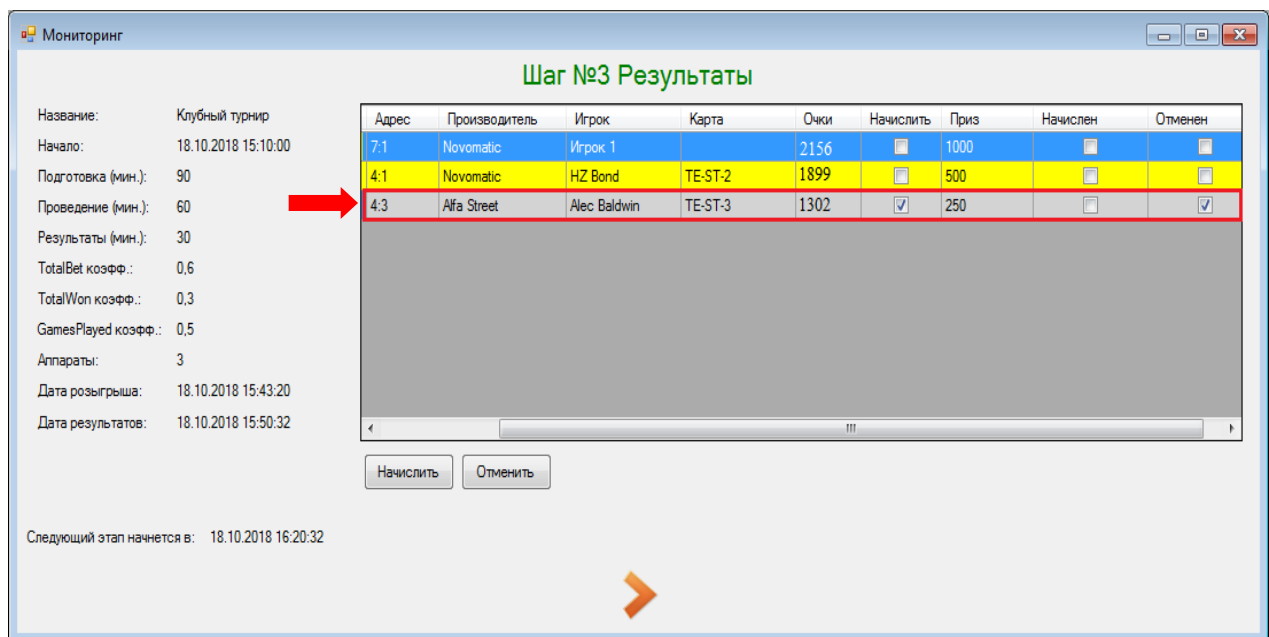 Мониторинг
Шаг №3 Результаты
Название: Клубный турнир
Начало: 18.10.2018 15:10:00
Подготовка (мин.): 90
Проведение (мин.): 60
Результаты (мин.): 30
TotalBet коэфф.: 0,6
TotalWon коэфф.: 0,3
GamesPlayed коэфф.: 0,5
Аппараты: 3
Дата розыгрыша: 18.10.2018 15:43:20
Дата результатов: 18.10.2018 15:50:32
Адрес Производитель Игрок Карта Очки Начислить Приз Начислен Отменен
7:1 Novomatic Игрок 1 2156 1000
4:1 Novomatic HZ Bond TE-ST-2 1899 500
4:3 Alfa Street Alec Baldwin TE-ST-3 1302 250
Начислить Отменить
Следующий этап начнется в: 18.10.2018 16:20:32